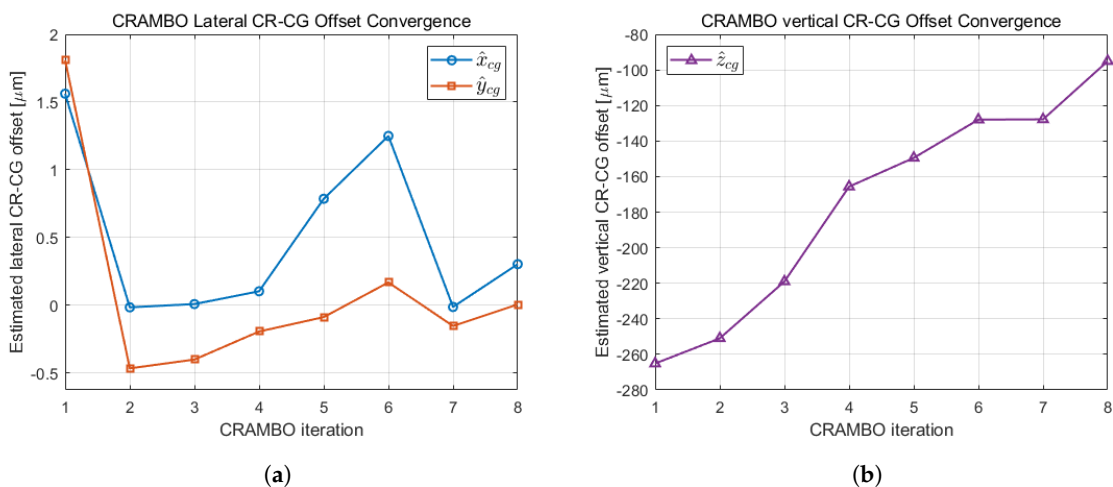 CRAMBO Lateral CR-CG Offset Convergence
Estimated lateral CR-CG offset [μm]
2
1.5
1
0.5
0
-0.5
1 2 3 4 5 6 7 8
CRAMBO iteration
x̂cg
ŷcg
(a)
CRAMBO vertical CR-CG Offset Convergence
Estimated vertical CR-CG offset [μm]
-80
-100
-120
-140
-160
-180
-200
-220
-240
-260
-280
1 2 3 4 5 6 7 8
CRAMBO iteration
ẑcg
(b)